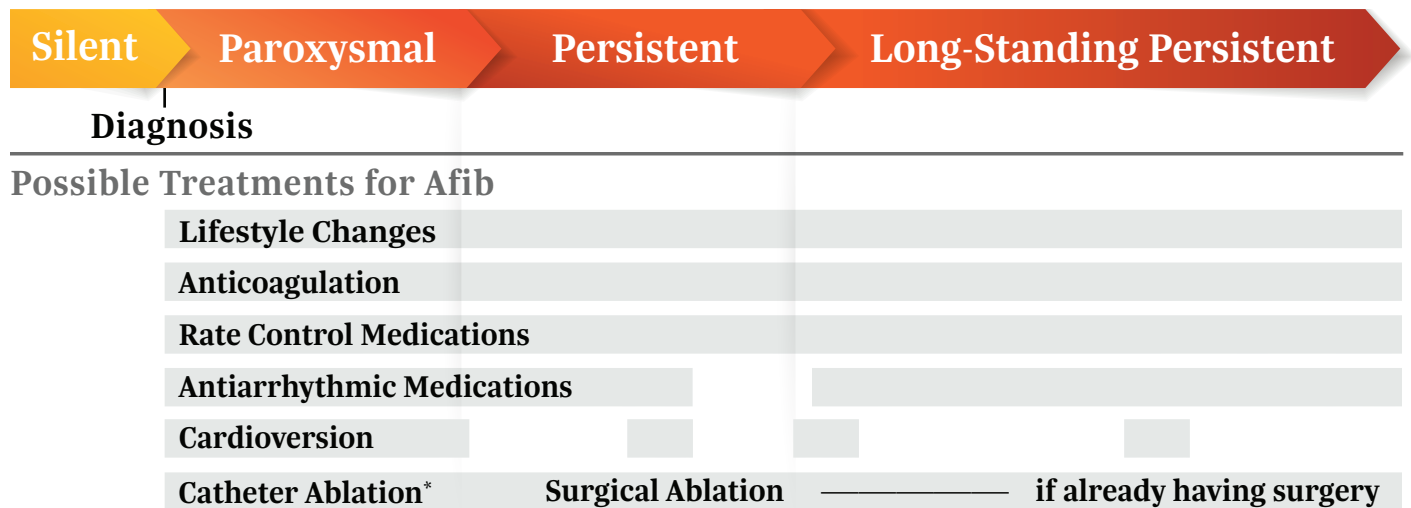 Silent Paroxysmal Persistent Long-Standing Persistent
Diagnosis
Possible Treatments for Afib
Lifestyle Changes
Anticoagulation
Rate Control Medications
Antiarrhythmic Medications
Cardioversion
Catheter Ablation* Surgical Ablation ———————— if already having surgery